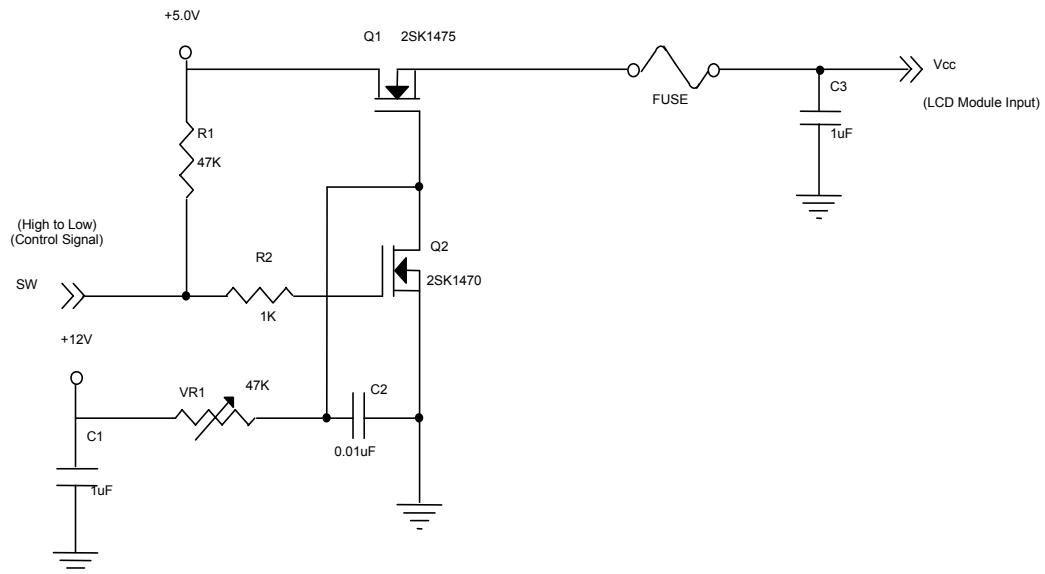 +5.0V
Q1 2SK1475
Vcc
C3
FUSE
(LCD Module Input)
1uF
R1
47K
(High to Low)
(Control Signal)
Q2
R2
SW
2SK1470
1K
+12V
VR1
47K
C2
C1
0.01uF
1uF